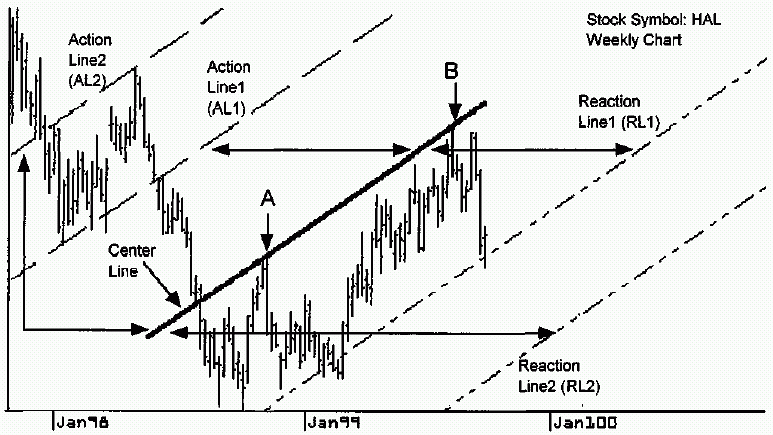 Stock Symbol: HAL
Weekly Chart
Action
Line2
(AL2)
Action
Line1
(AL1)
B
Reaction
Line1 (RL1)
A
Center
Line
Reaction
Line2 (RL2)
Jan98
Jan99
Jan100